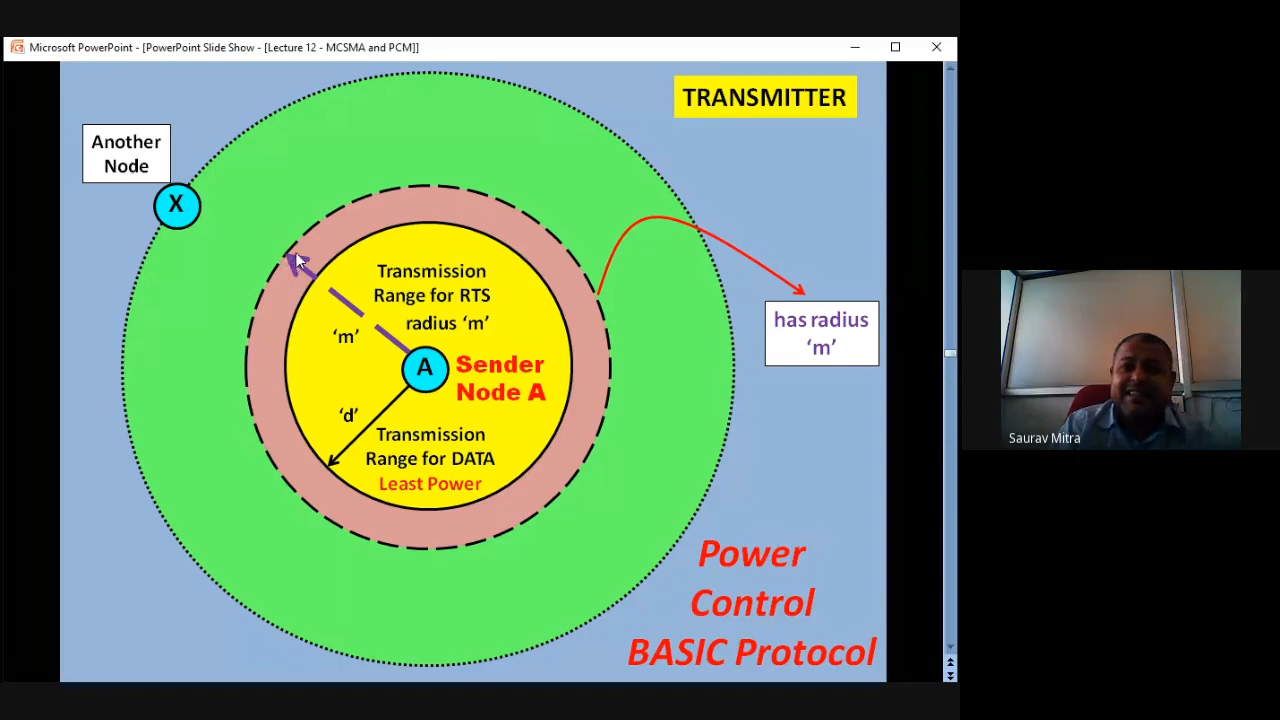 Microsoft PowerPoint - [PowerPoint Slide Show - [Lecture 12 - MCSMA and PCM]]
TRANSMITTER
Another
Node
X
Transmission
Range for RTS
radius ‘m’
‘m’
A
Sender
Node A
has radius
‘m’
‘d’
Transmission
Range for DATA
Least Power
Power
Control
BASIC Protocol
Saurav Mitra